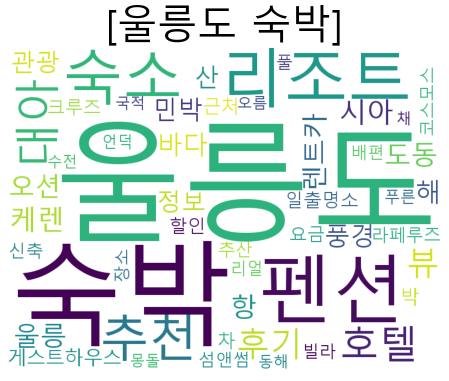 [울릉도 숙박]
관광
숙소
산
리조트
풀
크루즈
국적
민박
근처
오름
시아
채
코스모스
대아
울릉도
언덕
바다
렌트카
배편
도동
수전
오션
정보
일출명소
푸른
해
케렌
할인
요금
풍경
라페루즈
숙박
펜션
신축
장소
추산
리얼
뷰
항
박
울릉
추천
차
후기
빌라
호텔
게스트하우스
몽돌
섬앤썸
동해